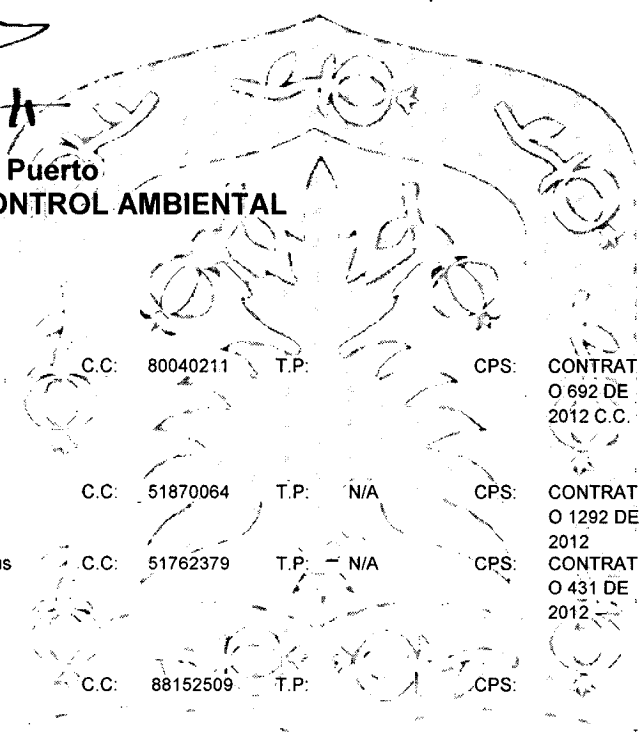 Puerto
ONTROL AMBIENTAL
C.C: 80040211 T.P: CPS: CONTRAT
O 692 DE
2012 C.C.
C.C: 51870064 T.P: N/A CPS: CONTRAT
O 1292 DE
2012
us C.C: 51762379 T.P: N/A CPS: CONTRAT
O 431 DE
2012
C.C: 88152509 T.P: CPS: